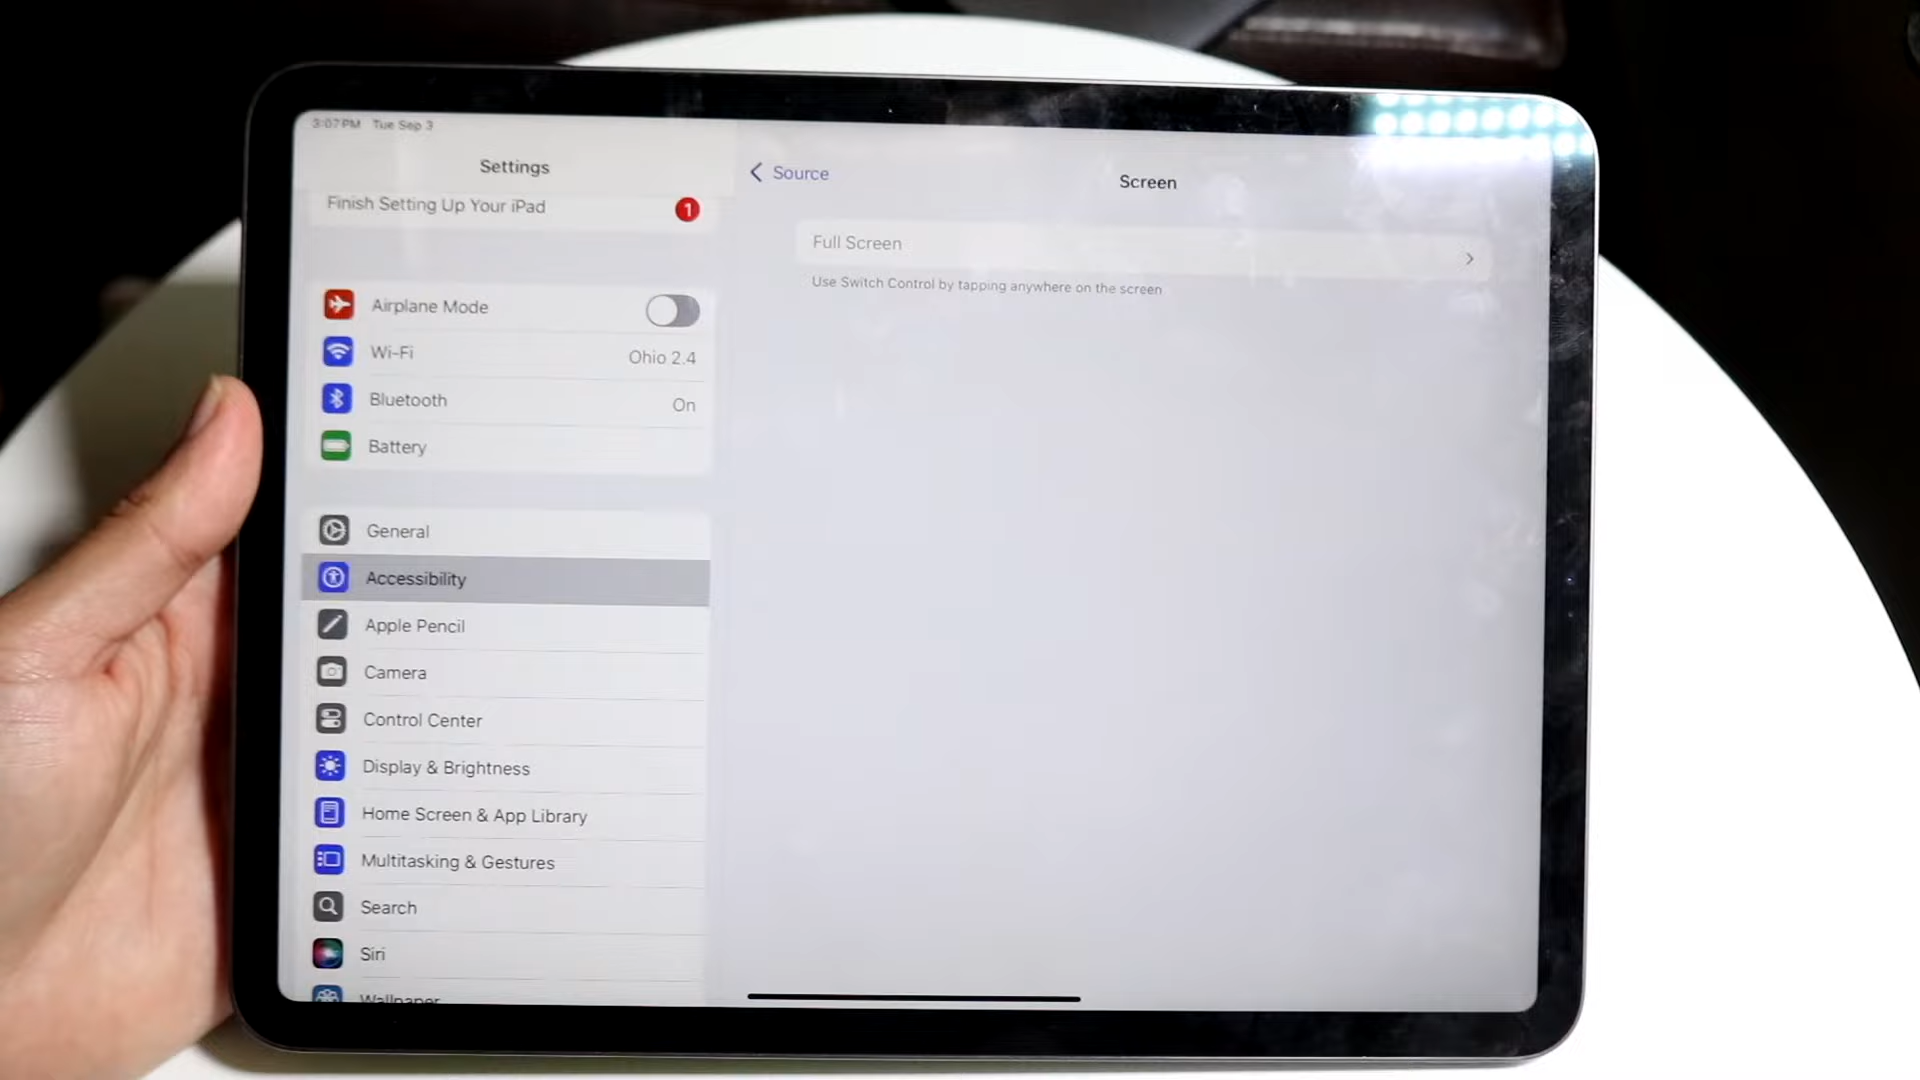 3:07 PM Tue Sep 3
Settings
Finish Setting Up Your iPad
1
Airplane Mode
Wi-Fi
Ohio 2.4
Bluetooth
On
Battery
General
Accessibility
Apple Pencil
Camera
Control Center
Display & Brightness
Home Screen & App Library
Multitasking & Gestures
Search
Siri
Wallpaper
Source
Screen
Full Screen
Use Switch Control by tapping anywhere on the screen